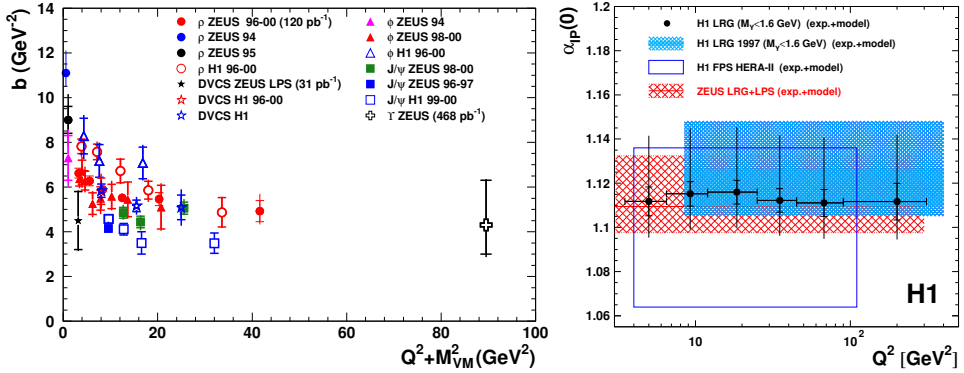 b (GeV⁻²)
16
14
12
10
8
6
4
2
0
0 20 40 60 80 100
Q²+M²_VM(GeV²)
ρ ZEUS 96-00 (120 pb⁻¹)
ρ ZEUS 94
ρ ZEUS 95
ρ H1 96-00
DVCS ZEUS LPS (31 pb⁻¹)
DVCS H1 96-00
DVCS H1
ϕ ZEUS 94
ϕ ZEUS 98-00
ϕ H1 96-00
J/ψ ZEUS 98-00
J/ψ ZEUS 96-97
J/ψ H1 99-00
ϒ ZEUS (468 pb⁻¹)
α_IP(0)
1.2
1.18
1.16
1.14
1.12
1.1
1.08
1.06
10 10²
Q² [GeV²]
H1 LRG (M_Y<1.6 GeV) (exp.+model)
H1 LRG 1997 (M_Y<1.6 GeV) (exp.+model)
H1 FPS HERA-II (exp.+model)
ZEUS LRG+LPS (exp.+model)
H1